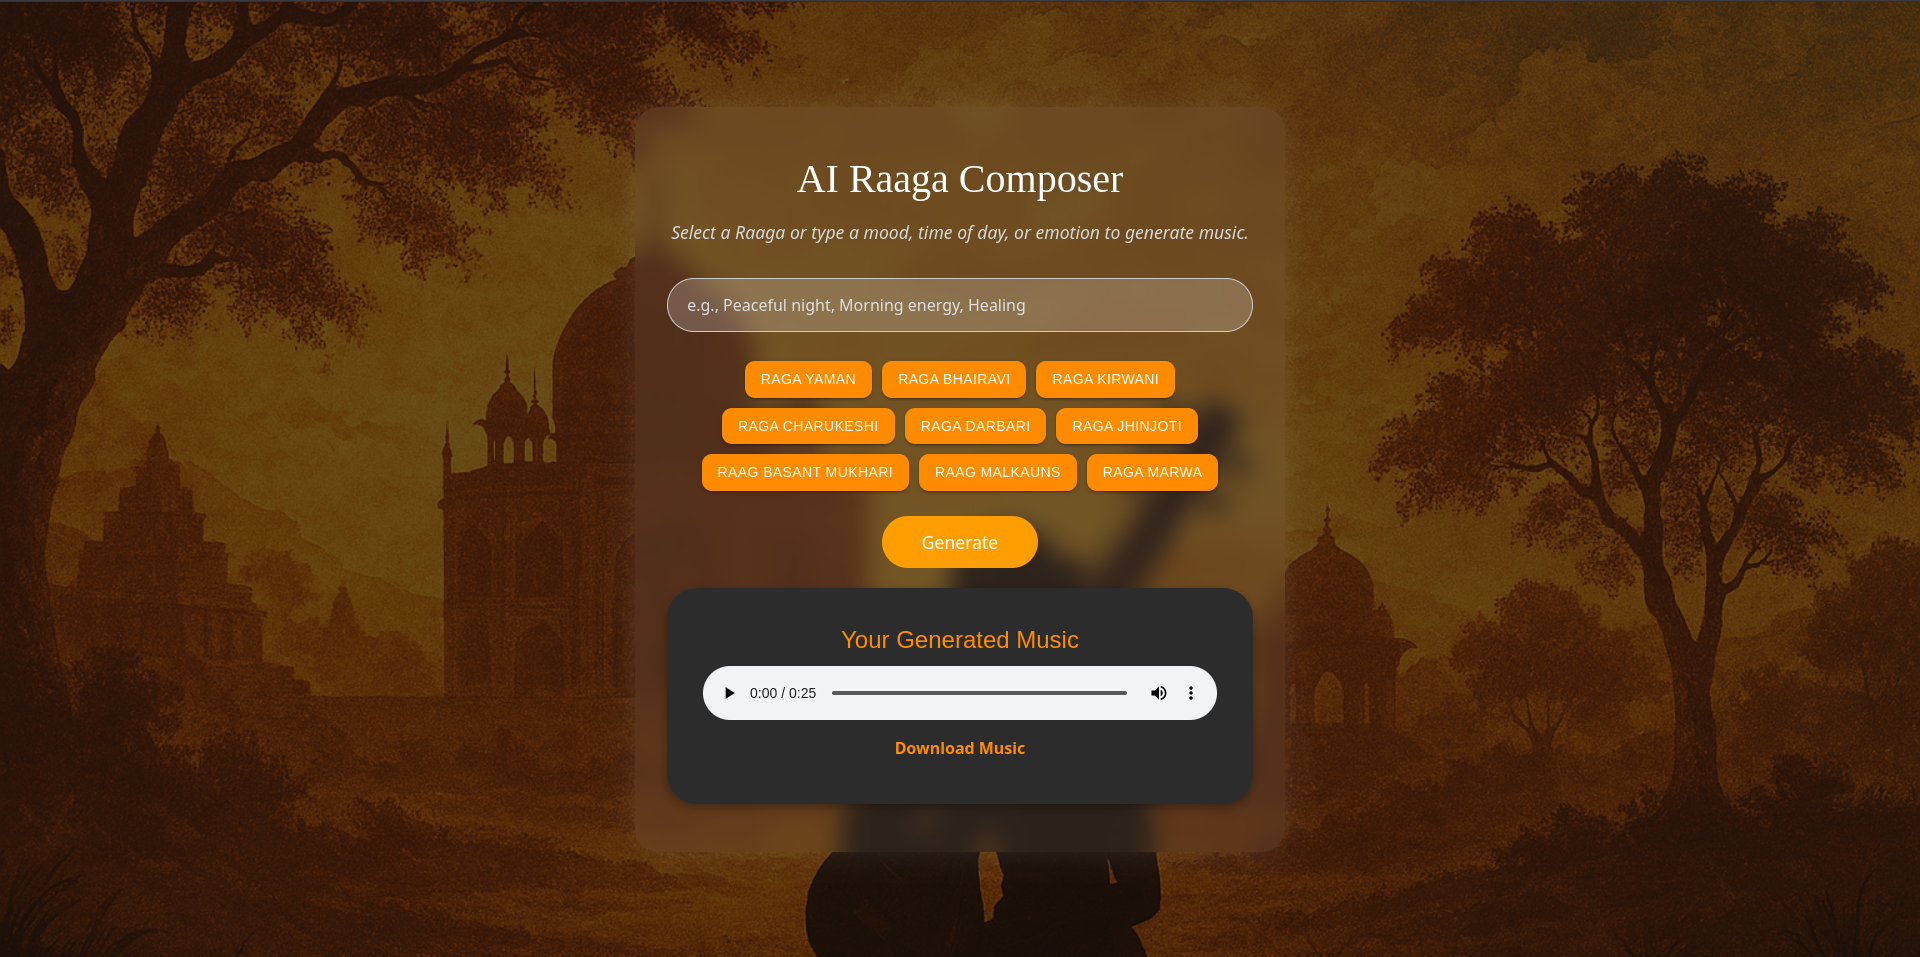 AI Raaga Composer
Select a Raaga or type a mood, time of day, or emotion to generate music.
e.g., Peaceful night, Morning energy, Healing
RAGA YAMAN RAGA BHAIRAVI RAGA KIRWANI
RAGA CHARUKESHI RAGA DARBARI RAGA JHINJOTI
RAAG BASANT MUKHARI RAAG MALKAUNS RAGA MARWA
Generate
Your Generated Music
0:00 / 0:25
Download Music